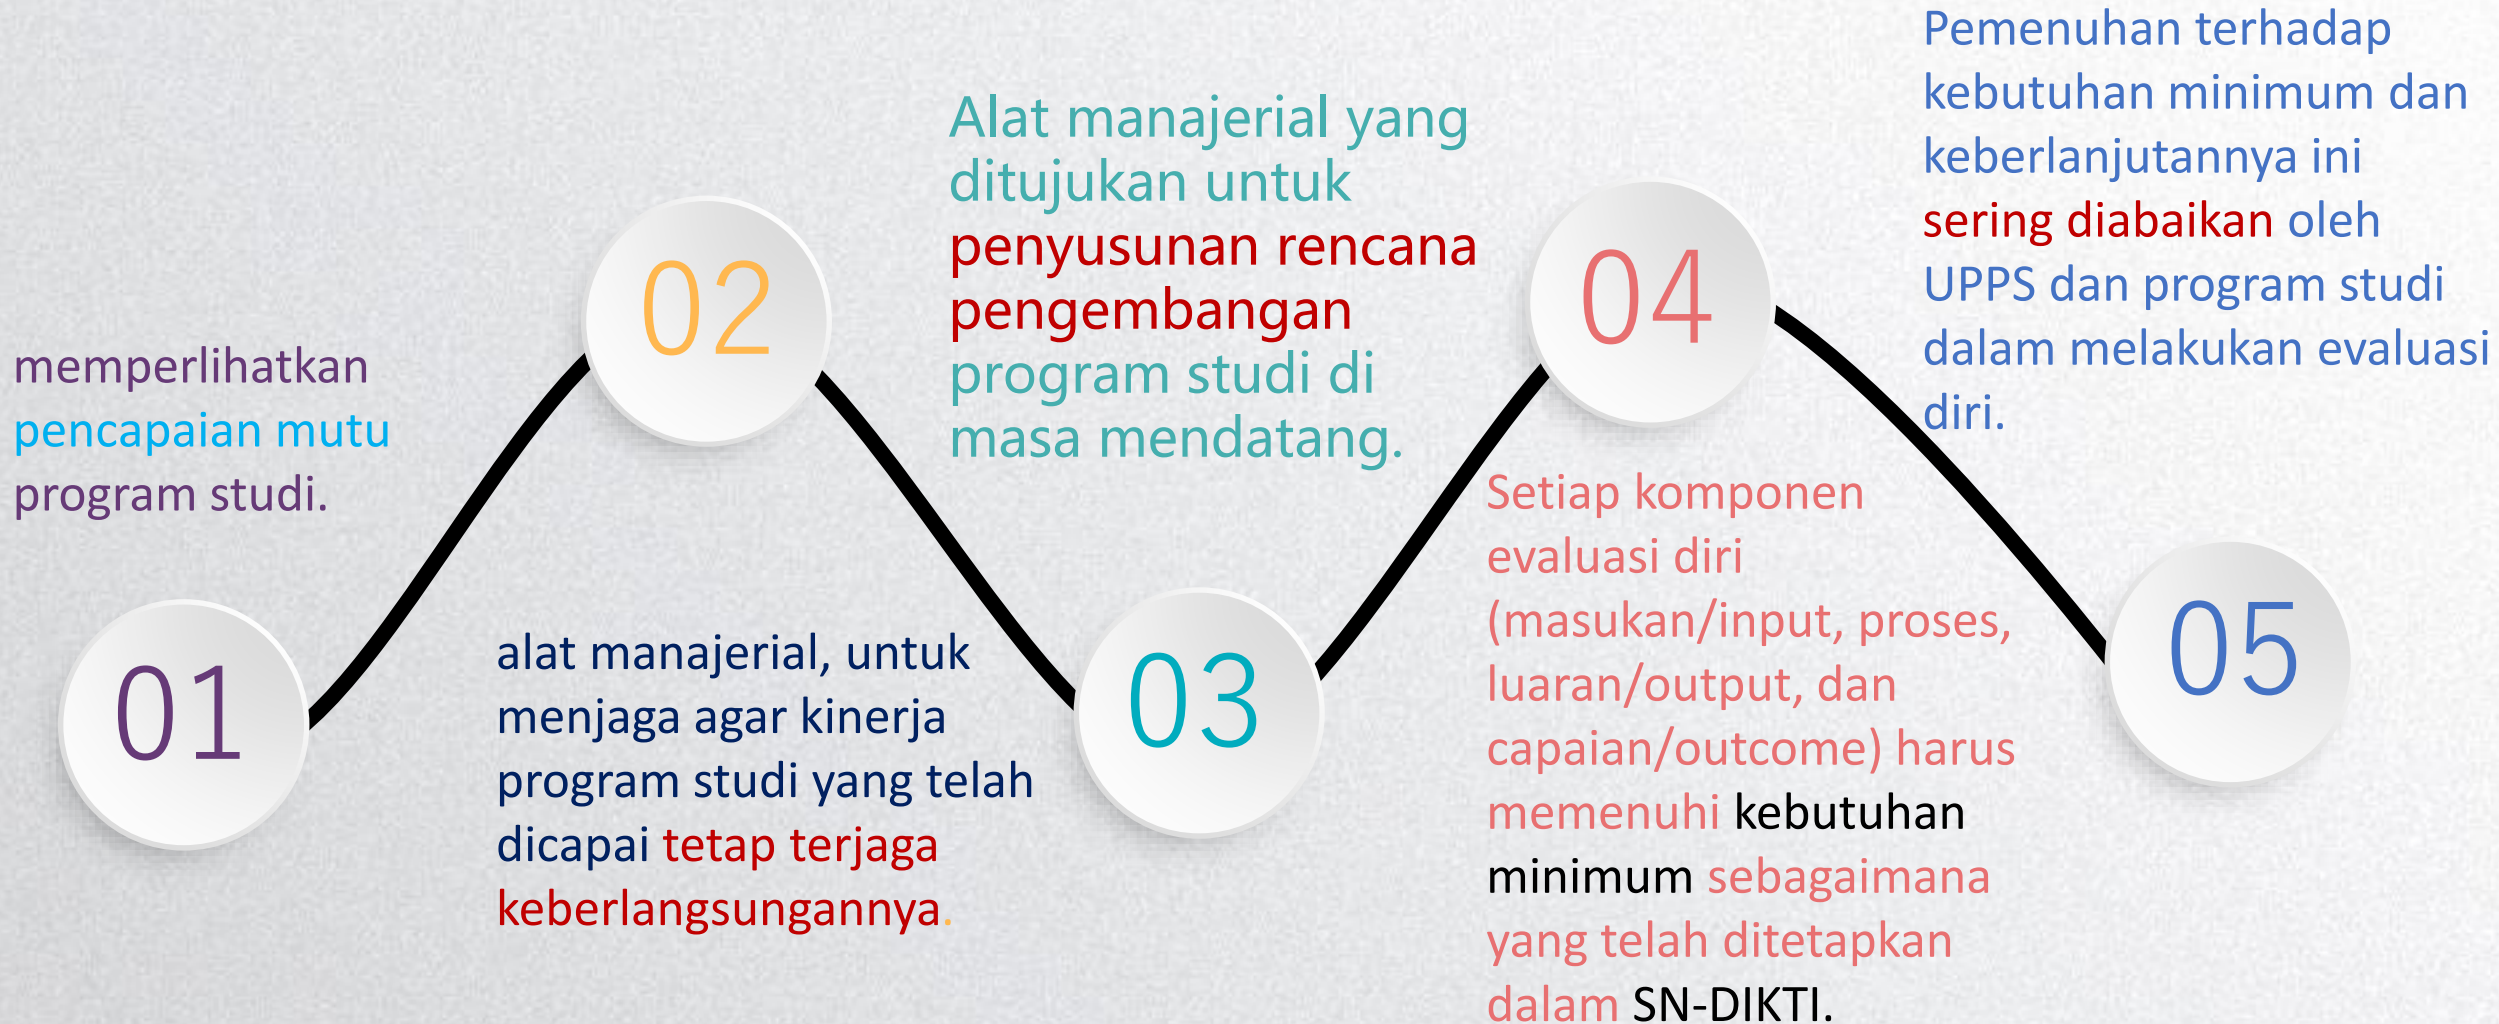 01
memperlihatkan
pencapaian mutu
program studi.
02
alat manajerial, untuk
menjaga agar kinerja
program studi yang telah
dicapai tetap terjaga
keberlangsungannya.
03
Alat manajerial yang
ditujukan untuk
penyusunan rencana
pengembangan
program studi di
masa mendatang.
04
Setiap komponen
evaluasi diri
(masukan/input, proses,
luaran/output, dan
capaian/outcome) harus
memenuhi kebutuhan
minimum sebagaimana
yang telah ditetapkan
dalam SN-DIKTI.
05
Pemenuhan terhadap
kebutuhan minimum dan
keberlanjutannya ini
sering diabaikan oleh
UPPS dan program studi
dalam melakukan evaluasi
diri.